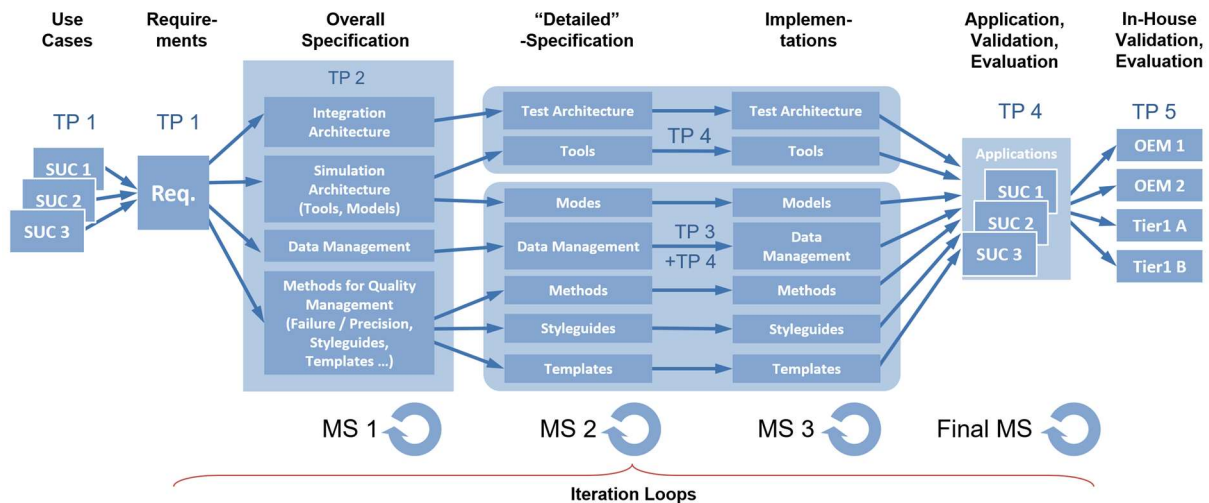 Use
Cases
Require-
ments
Overall
Specification
“Detailed”
-Specification
Implemen-
tations
Application,
Validation,
Evaluation
In-House
Validation,
Evaluation
TP 1
SUC 1
SUC 2
SUC 3
TP 1
Req.
TP 2
Integration
Architecture
Simulation
Architecture
(Tools, Models)
Data Management
Methods for Quality
Management
(Failure / Precision,
Styleguides,
Templates ...)
Test Architecture
Tools
TP 4
Test Architecture
Tools
Modes
Data Management
Methods
Styleguides
Templates
TP 3
+TP 4
Models
Data
Management
Methods
Styleguides
Templates
TP 4
Applications
SUC 1
SUC 2
SUC 3
TP 5
OEM 1
OEM 2
Tier1 A
Tier1 B
MS 1
MS 2
MS 3
Final MS
Iteration Loops